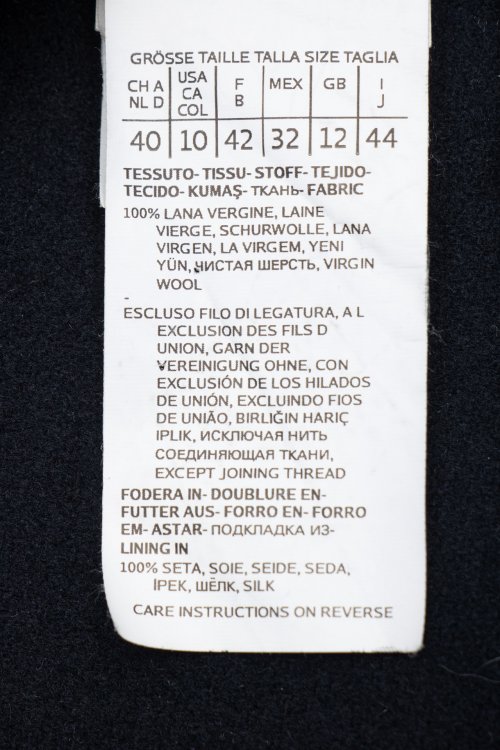 GRÖSSE TAILLE TALLA SIZE TAGLIA
CH A NL D | USA CA COL | F B | MEX | GB | I J
40 | 10 | 42 | 32 | 12 | 44
TESSUTO- TISSU- STOFF- TEJIDO-
TECIDO- KUMAŞ- ТКАНЬ- FABRIC
100% LANA VERGINE, LAINE
VIERGE, SCHURWOLLE, LANA
VIRGEN, LA VIRGEM, YENI
YÜN, ЧИСТАЯ ШЕРСТЬ, VIRGIN
WOOL
-
ESCLUSO FILO DI LEGATURA, A L
EXCLUSION DES FILS D
UNION, GARN DER
VEREINIGUNG OHNE, CON
EXCLUSIÓN DE LOS HILADOS
DE UNIÓN, EXCLUINDO FIOS
DE UNIÃO, BIRLIĞIN HARIÇ
IPLIK, ИСКЛЮЧАЯ НИТЬ
СОЕДИНЯЮЩАЯ ТКАНИ,
EXCEPT JOINING THREAD
FODERA IN- DOUBLURE EN-
FUTTER AUS- FORRO EN- FORRO
EM- ASTAR- ПОДКЛАДКА ИЗ-
LINING IN
100% SETA, SOIE, SEIDE, SEDA,
İPEK, ШЁЛК, SILK
CARE INSTRUCTIONS ON REVERSE